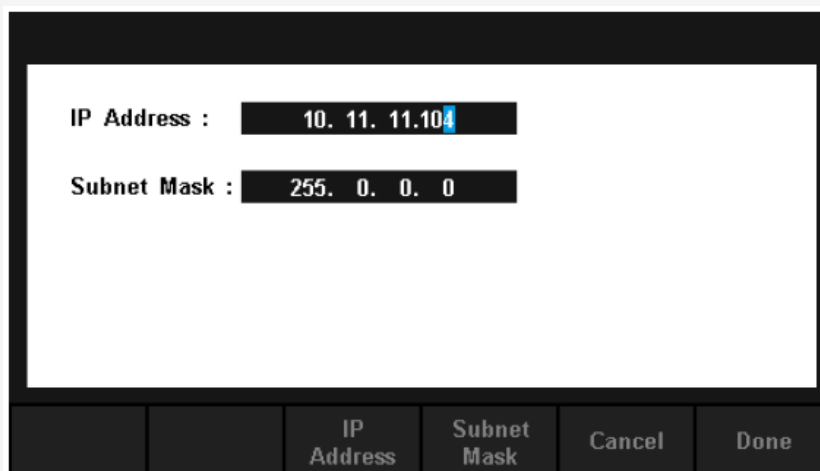 IP Address : 10. 11. 11.104
Subnet Mask : 255. 0. 0. 0
IP Address
Subnet Mask
Cancel
Done